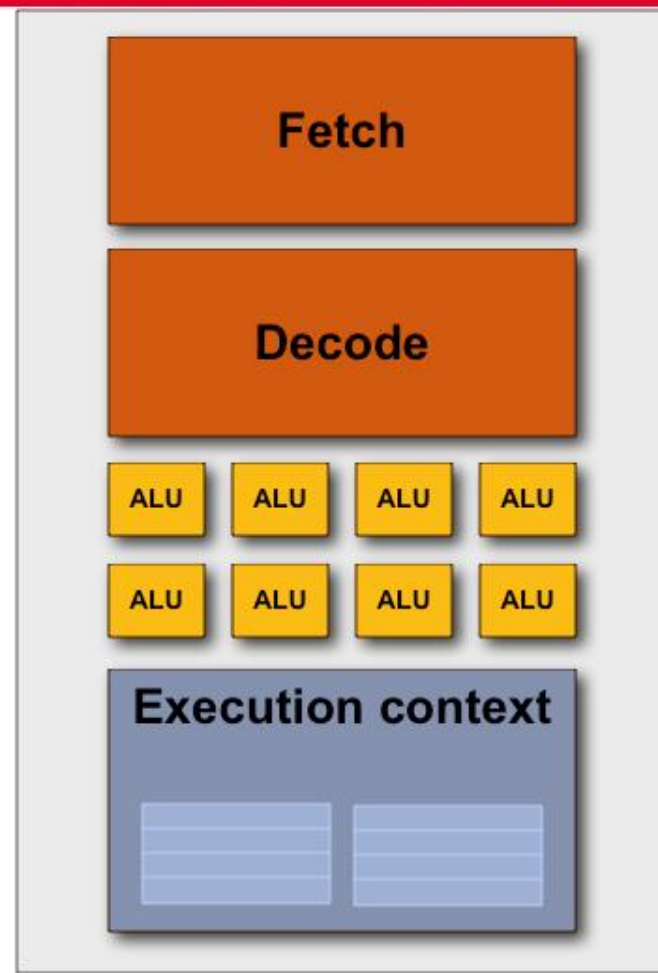 Fetch
Decode
ALU ALU ALU ALU
ALU ALU ALU ALU
Execution context